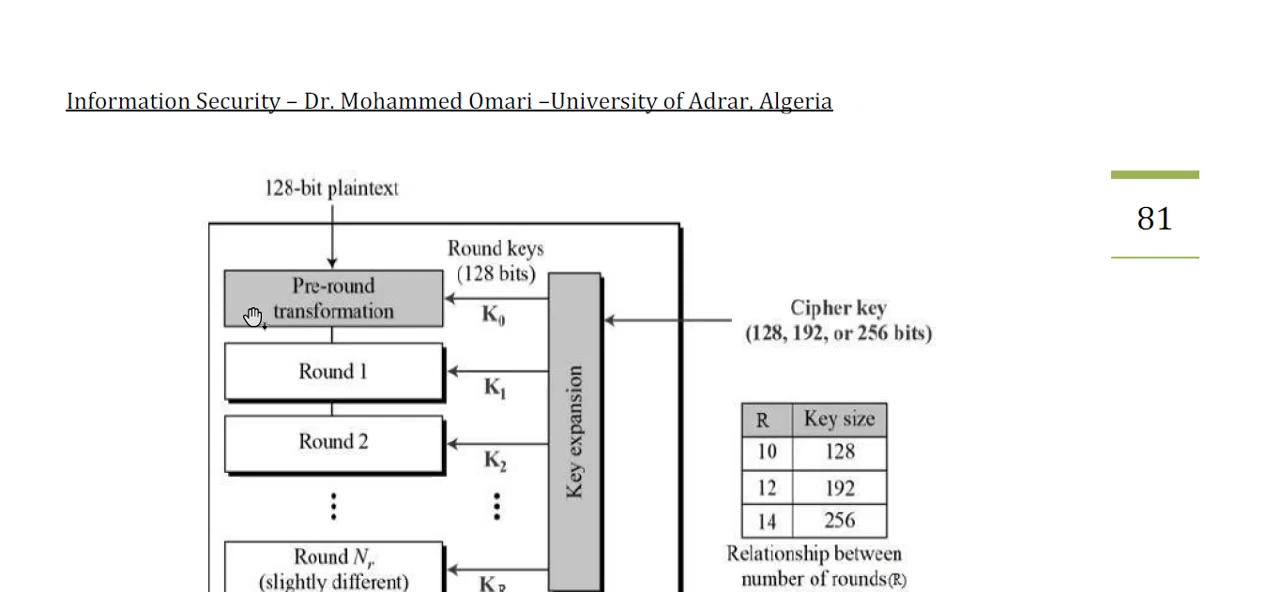 Information Security – Dr. Mohammed Omari –University of Adrar, Algeria
81
128-bit plaintext
Round keys
(128 bits)
Pre-round
transformation
K0
Cipher key
(128, 192, or 256 bits)
Round 1
K1
Key expansion
Round 2
K2
R Key size
10 128
12 192
14 256
Round Nr
(slightly different)
KR
Relationship between
number of rounds(R)